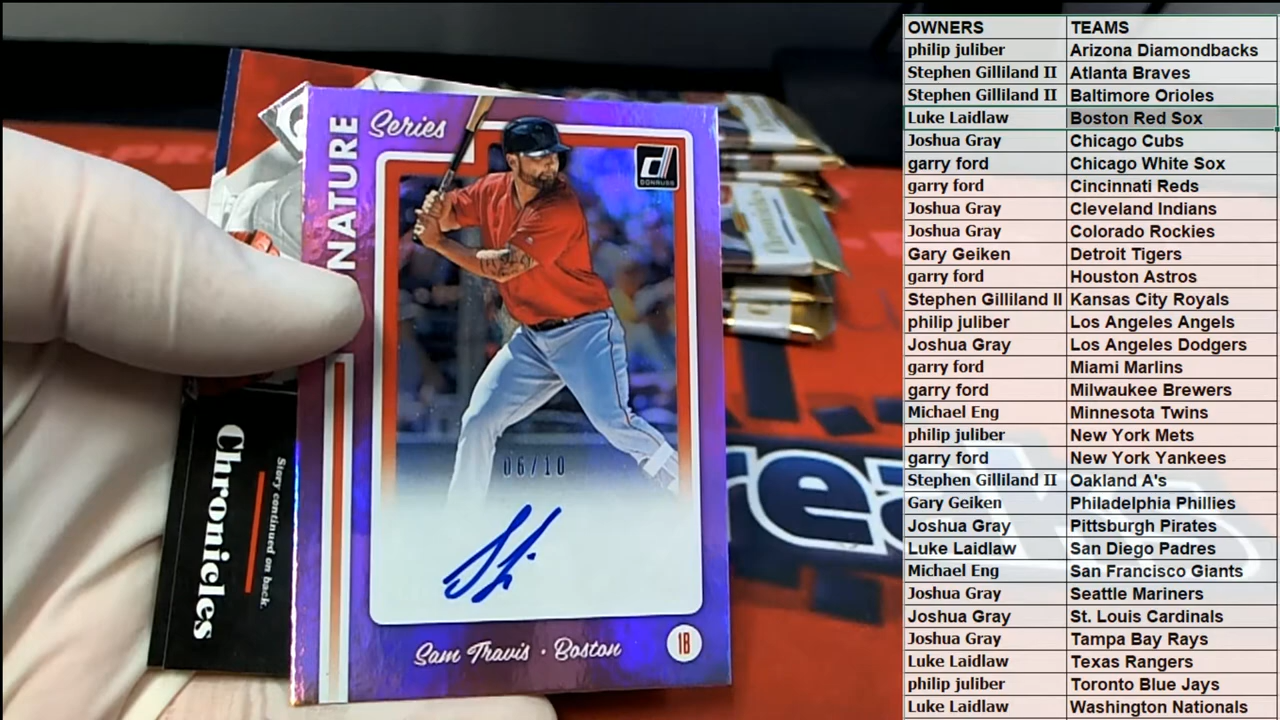 NATURE
Series
DONRUSS
06/10
Sam Travis · Boston
18
Chronicles
Story continued on back.
OWNERS TEAMS
philip juliber Arizona Diamondbacks
Stephen Gilliland II Atlanta Braves
Stephen Gilliland II Baltimore Orioles
Luke Laidlaw Boston Red Sox
Joshua Gray Chicago Cubs
garry ford Chicago White Sox
garry ford Cincinnati Reds
Joshua Gray Cleveland Indians
Joshua Gray Colorado Rockies
Gary Geiken Detroit Tigers
garry ford Houston Astros
Stephen Gilliland II Kansas City Royals
philip juliber Los Angeles Angels
Joshua Gray Los Angeles Dodgers
garry ford Miami Marlins
garry ford Milwaukee Brewers
Michael Eng Minnesota Twins
philip juliber New York Mets
garry ford New York Yankees
Stephen Gilliland II Oakland A's
Gary Geiken Philadelphia Phillies
Joshua Gray Pittsburgh Pirates
Luke Laidlaw San Diego Padres
Michael Eng San Francisco Giants
Joshua Gray Seattle Mariners
Joshua Gray St. Louis Cardinals
Joshua Gray Tampa Bay Rays
Luke Laidlaw Texas Rangers
philip juliber Toronto Blue Jays
Luke Laidlaw Washington Nationals